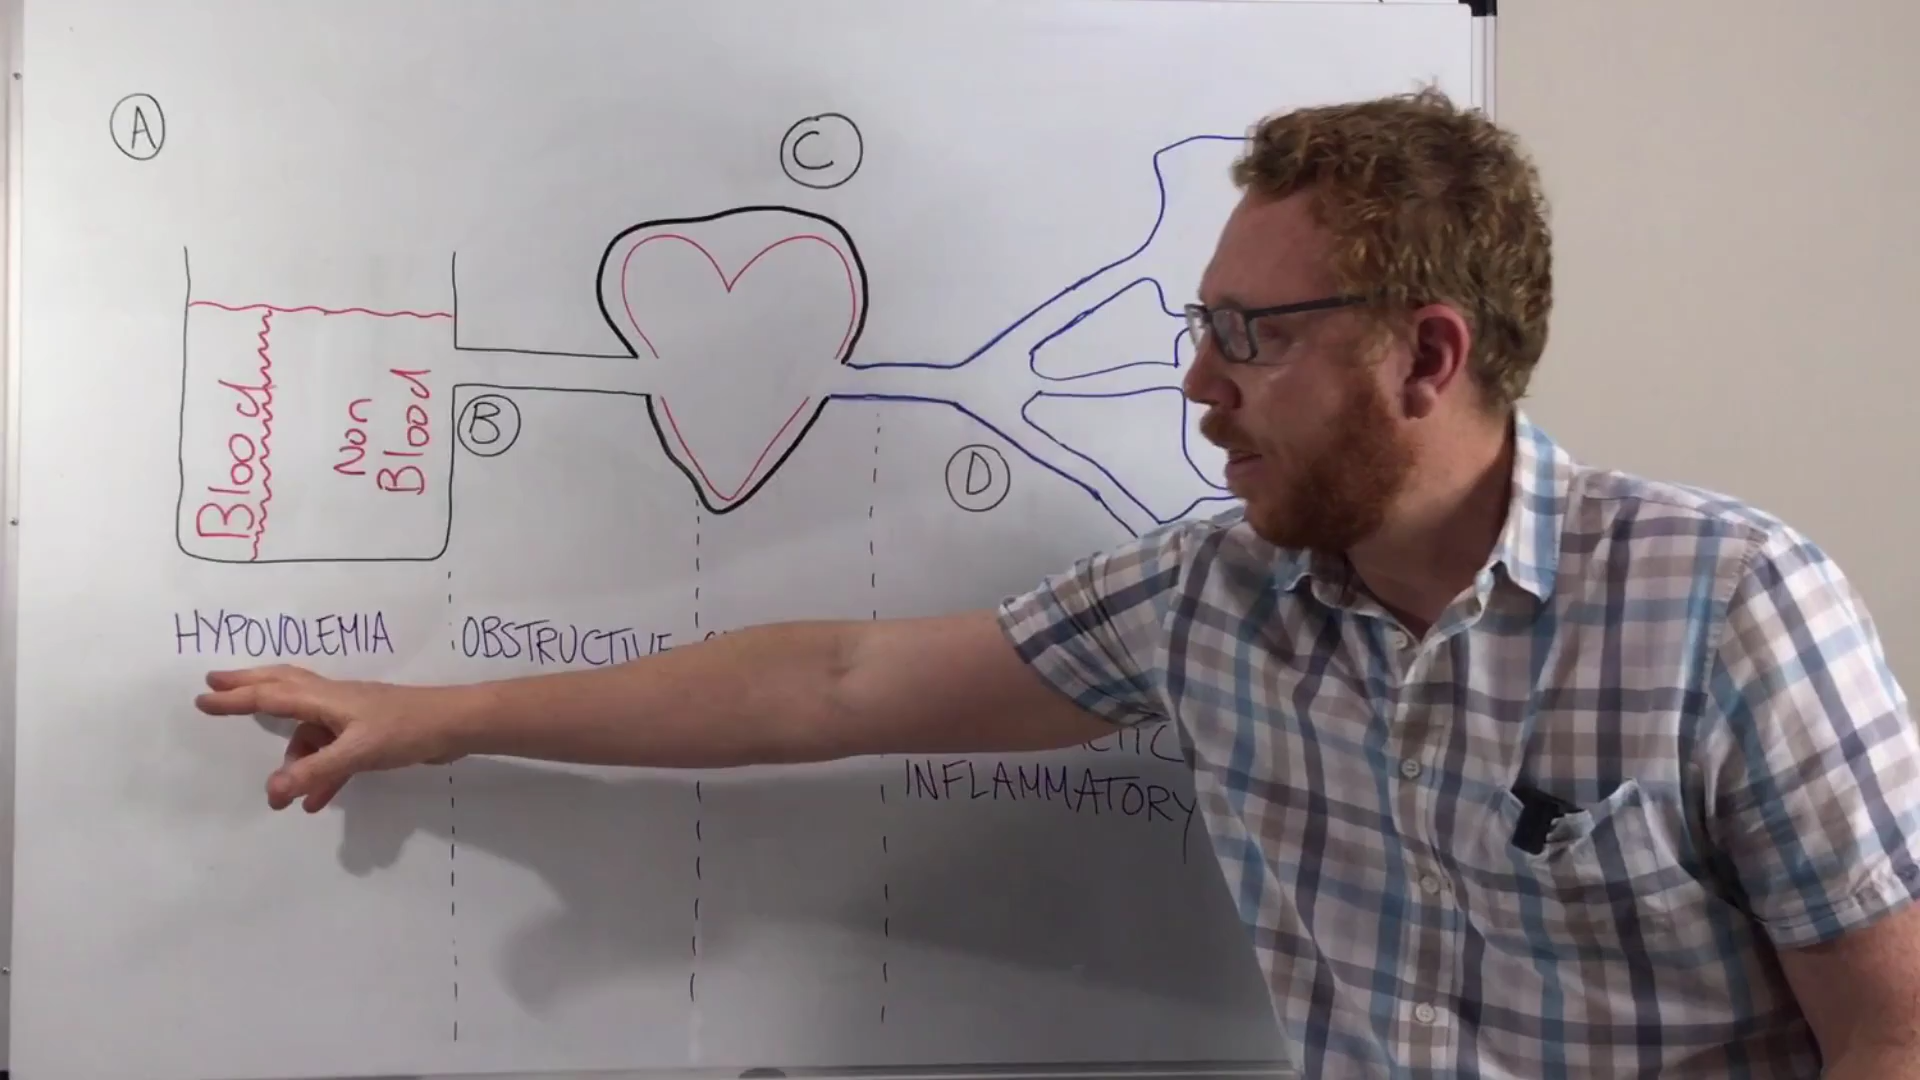 A
C
Blood
Non
Blood
B
D
HYPOVOLEMIA
OBSTRUCTIVE
INFLAMMATORY